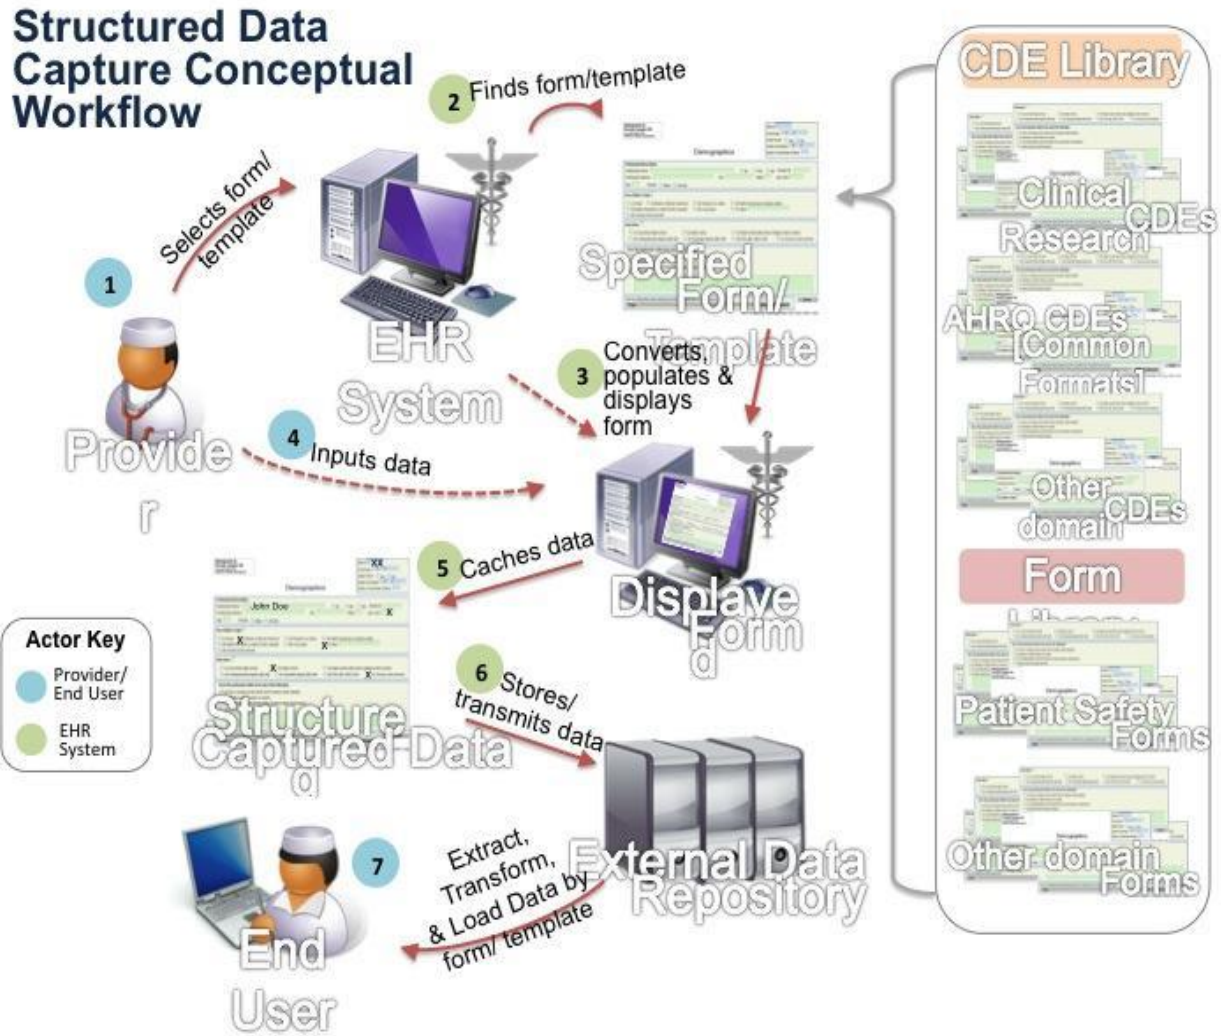 Structured Data
Capture Conceptual
Workflow
2
Finds form/template
Selects form/
template
1
Provide
r
EHR
System
Demographics
Specified
Form/
Template
3
Converts,
populates &
displays
form
4
Inputs data
Displaye
Form
d
5
Caches data
Demographics
XX
John Doe
X
X
X
X
X
Structure
Captured Data
d
6
Stores/
transmits data
External Data
Repository
7
Extract,
Transform,
& Load Data by
form/ template
End
User
Actor Key
Provider/
End User
EHR
System
CDE Library
Clinical
Research
CDEs
AHRQ CDEs
[Common
Formats]
Other
domain
CDEs
Form
Library
Patient Safety
Forms
Other domain
Forms